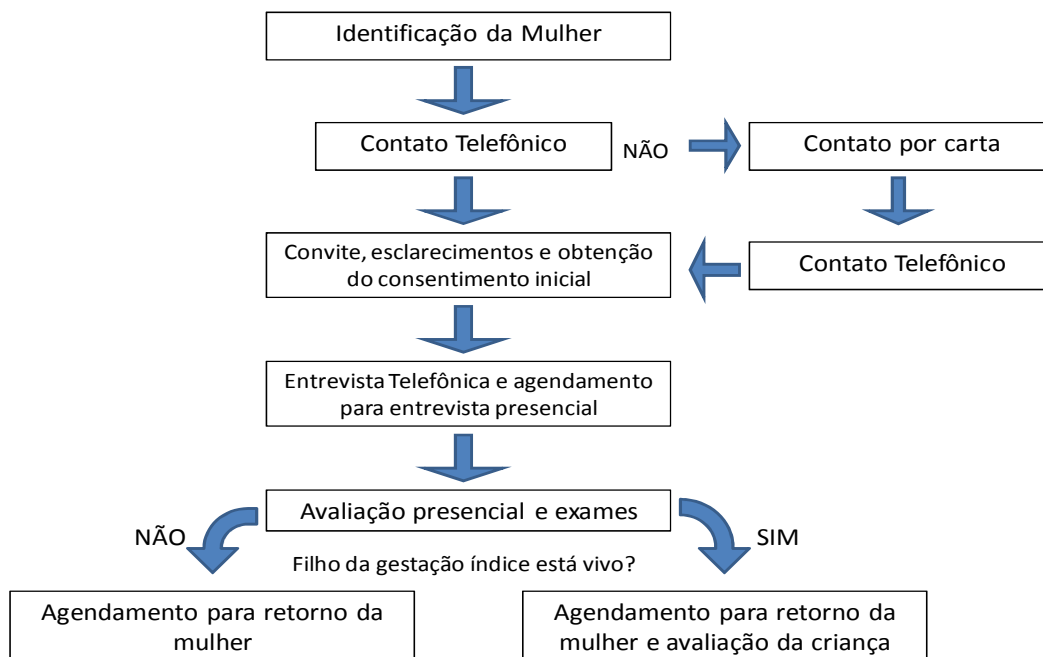 Identificação da Mulher
Contato Telefônico
NÃO
Contato por carta
Convite, esclarecimentos e obtenção
do consentimento inicial
Contato Telefônico
Entrevista Telefônica e agendamento
para entrevista presencial
Avaliação presencial e exames
NÃO
SIM
Filho da gestação índice está vivo?
Agendamento para retorno da
mulher
Agendamento para retorno da
mulher e avaliação da criança